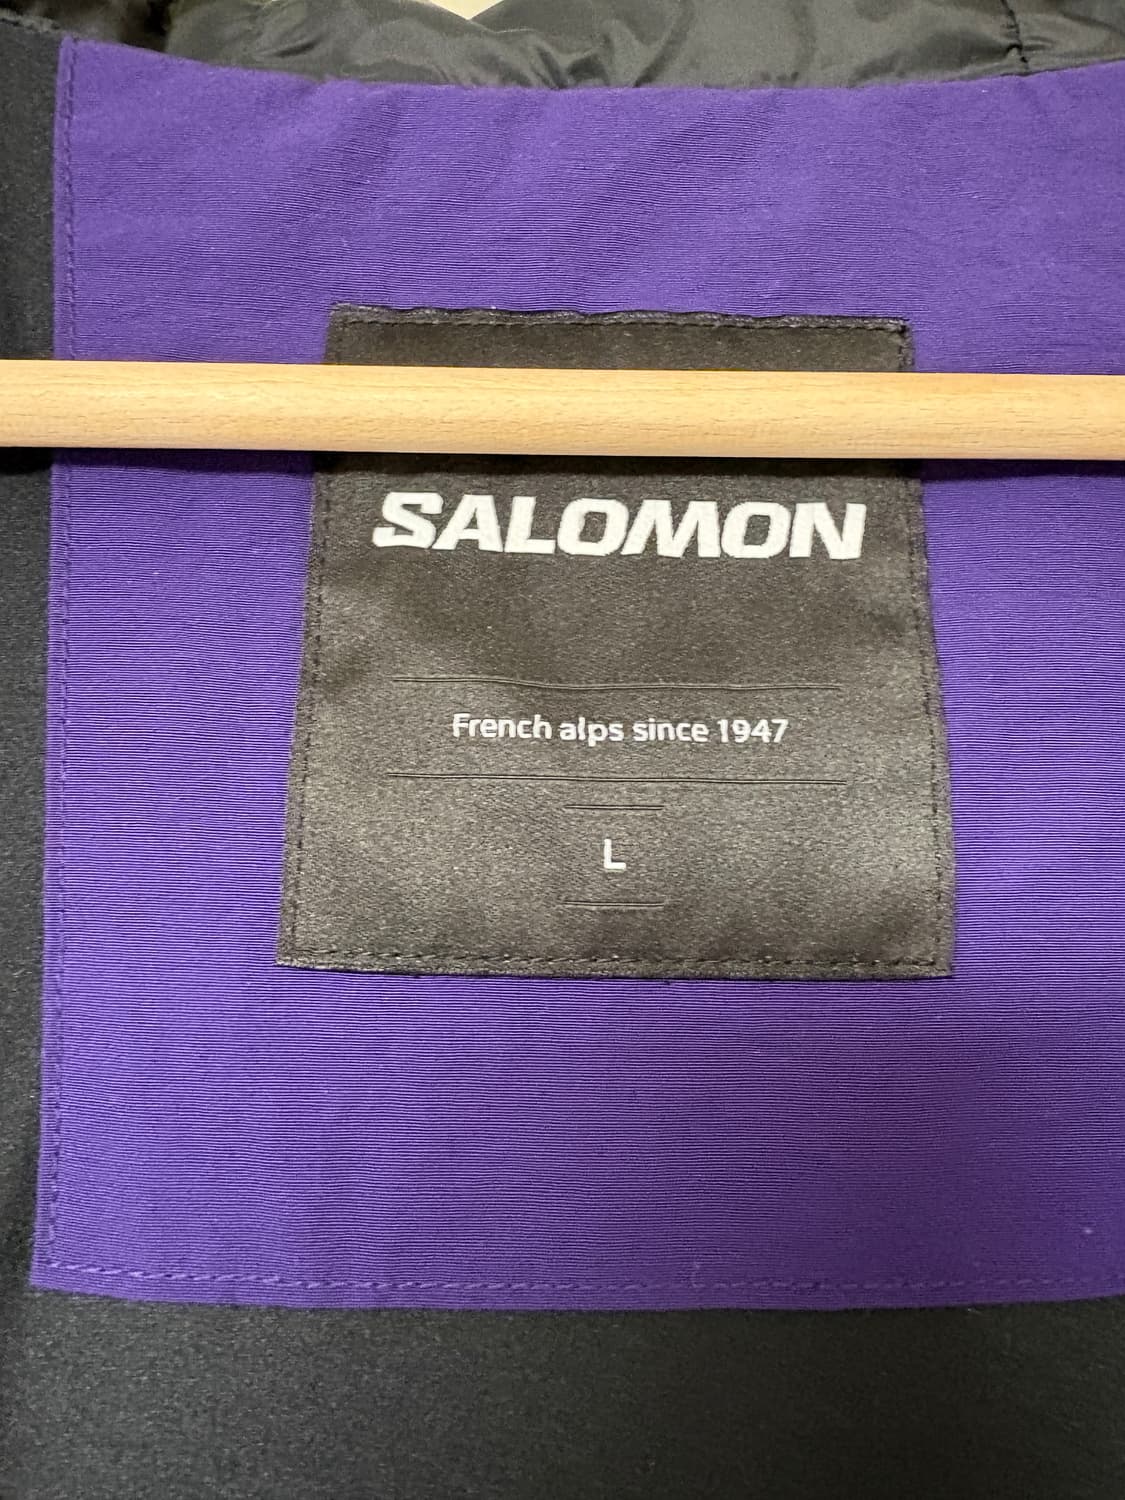 SALOMON
French alps since 1947
L